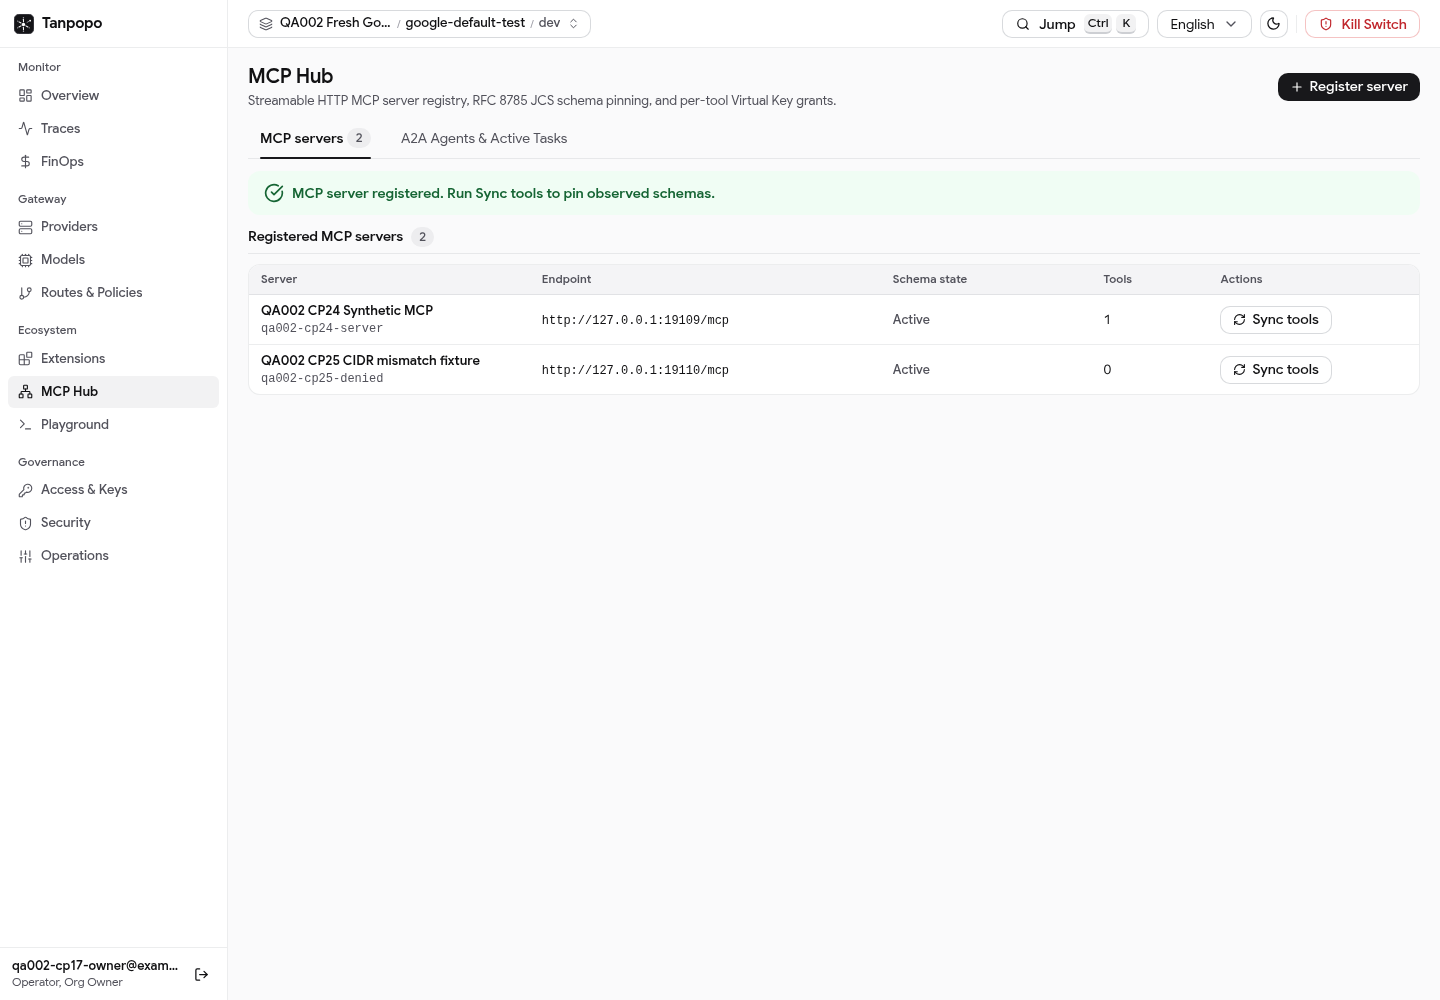 Tanpopo
QA002 Fresh Go... / google-default-test / dev
Jump Ctrl K
English
Kill Switch
Monitor
Overview
Traces
FinOps
Gateway
Providers
Models
Routes & Policies
Ecosystem
Extensions
MCP Hub
Playground
Governance
Access & Keys
Security
Operations
qa002-cp17-owner@exam...
Operator, Org Owner
MCP Hub
Streamable HTTP MCP server registry, RFC 8785 JCS schema pinning, and per-tool Virtual Key grants.
Register server
MCP servers 2
A2A Agents & Active Tasks
MCP server registered. Run Sync tools to pin observed schemas.
Registered MCP servers 2
Server Endpoint Schema state Tools Actions
QA002 CP24 Synthetic MCP
qa002-cp24-server
http://127.0.0.1:19109/mcp Active 1 Sync tools
QA002 CP25 CIDR mismatch fixture
qa002-cp25-denied
http://127.0.0.1:19110/mcp Active 0 Sync tools